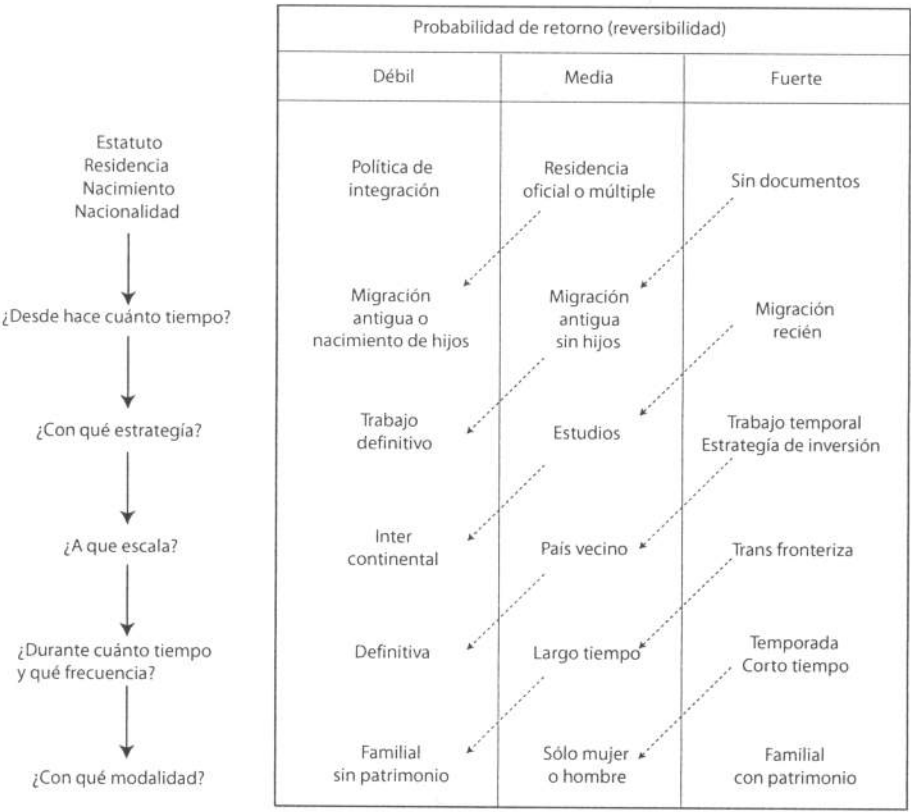 Probabilidad de retorno (reversibilidad)
Débil
Media
Fuerte
Estatuto
Residencia
Nacimiento
Nacionalidad
Política de
integración
Residencia
oficial o múltiple
Sin documentos
¿Desde hace cuánto tiempo?
Migración
antigua o
nacimiento de hijos
Migración
antigua
sin hijos
Migración
recién
¿Con qué estrategía?
Trabajo
definitivo
Estudios
Trabajo temporal
Estrategía de inversión
¿A que escala?
Inter
continental
País vecino
Trans fronteriza
¿Durante cuánto tiempo
y qué frecuencia?
Definitiva
Largo tiempo
Temporada
Corto tiempo
¿Con qué modalidad?
Familial
sin patrimonio
Sólo mujer
o hombre
Familial
con patrimonio